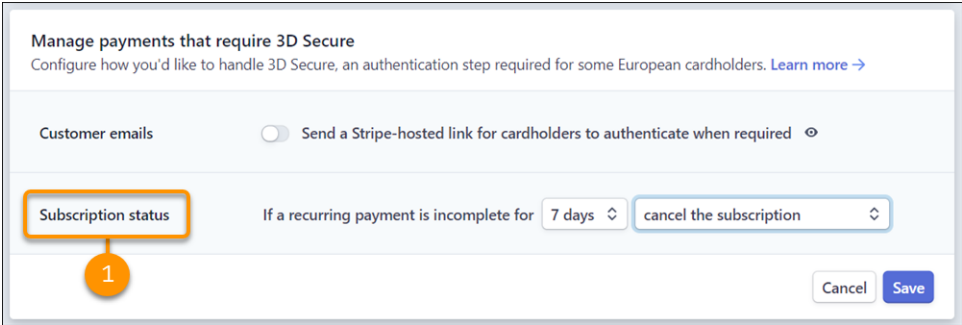 Manage payments that require 3D Secure
Configure how you'd like to handle 3D Secure, an authentication step required for some European cardholders. Learn more →
Customer emails
Send a Stripe-hosted link for cardholders to authenticate when required
Subscription status
If a recurring payment is incomplete for 7 days cancel the subscription
1
Cancel Save